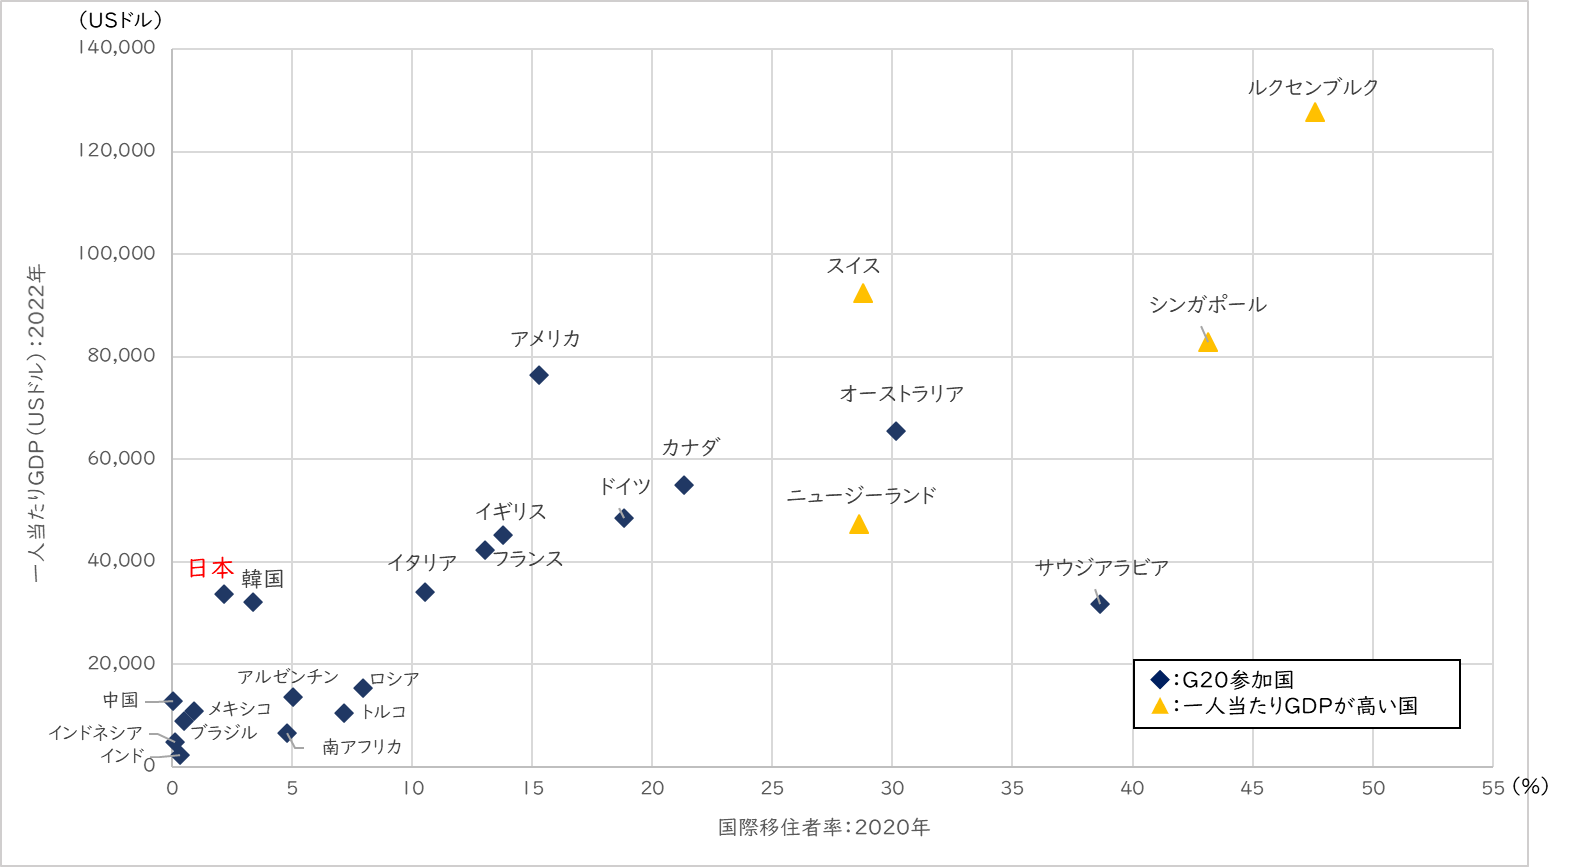 （USドル）
140,000
120,000
100,000
80,000
60,000
40,000
20,000
0
一人当たりGDP（USドル）：2022年
ルクセンブルク
スイス
シンガポール
アメリカ
オーストラリア
カナダ
ドイツ
ニュージーランド
イギリス
フランス
イタリア
サウジアラビア
日本
韓国
アルゼンチン
ロシア
中国
メキシコ
トルコ
インドネシア
ブラジル
南アフリカ
インド
：G20参加国
：一人当たりGDPが高い国
0 5 10 15 20 25 30 35 40 45 50 55 （%）
国際移住者率：2020年